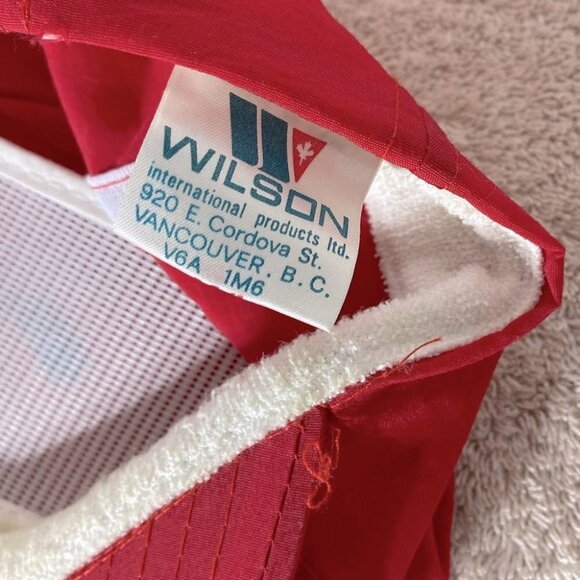 WILSON
international products ltd.
920 E. Cordova St.
VANCOUVER, B.C.
V6A 1M6